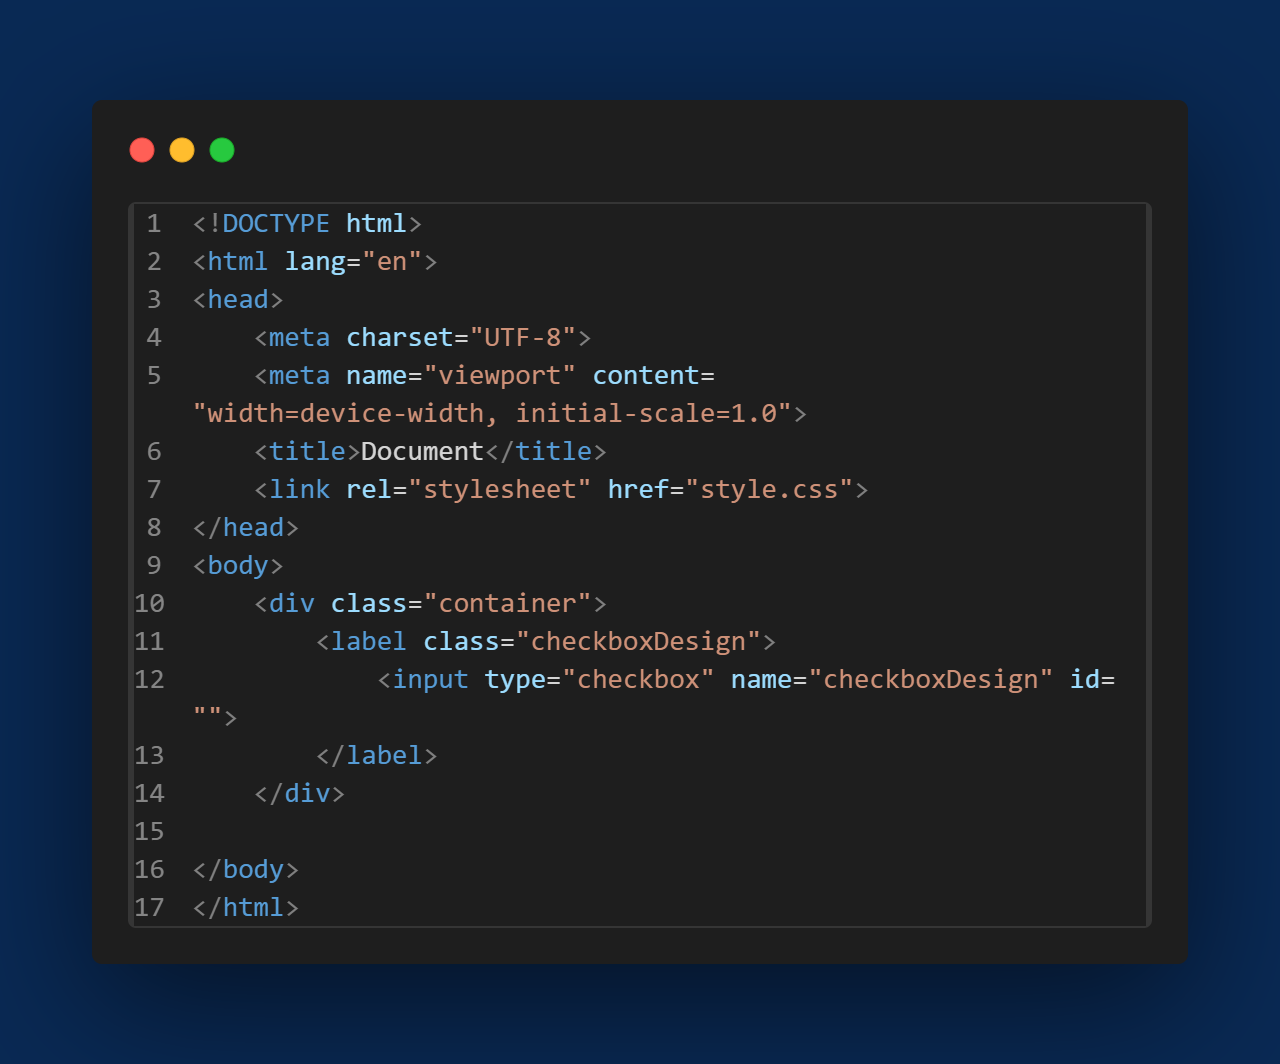 1 <!DOCTYPE html>
2 <html lang="en">
3 <head>
4     <meta charset="UTF-8">
5     <meta name="viewport" content=
"width=device-width, initial-scale=1.0">
6     <title>Document</title>
7     <link rel="stylesheet" href="style.css">
8 </head>
9 <body>
10     <div class="container">
11         <label class="checkboxDesign">
12             <input type="checkbox" name="checkboxDesign" id=
"">
13         </label>
14     </div>
15
16 </body>
17 </html>